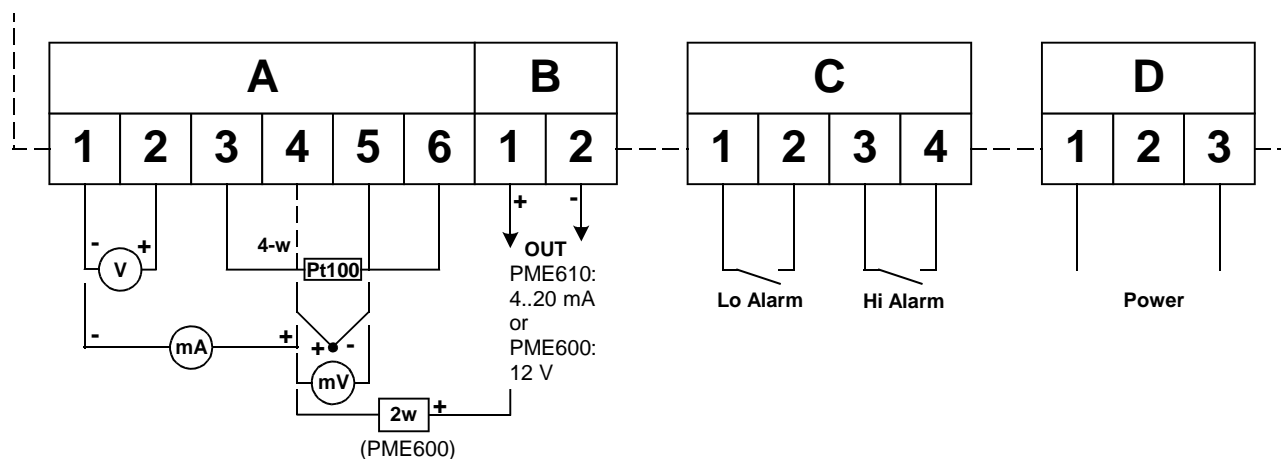 A B C D
1 2 3 4 5 6 1 2 1 2 3 4 1 2 3
+ -
- + 4-w OUT
V Pt100 PME610:
4..20 mA
Lo Alarm Hi Alarm Power
or
- mA + + - PME600:
mV 12 V
2w +
(PME600)